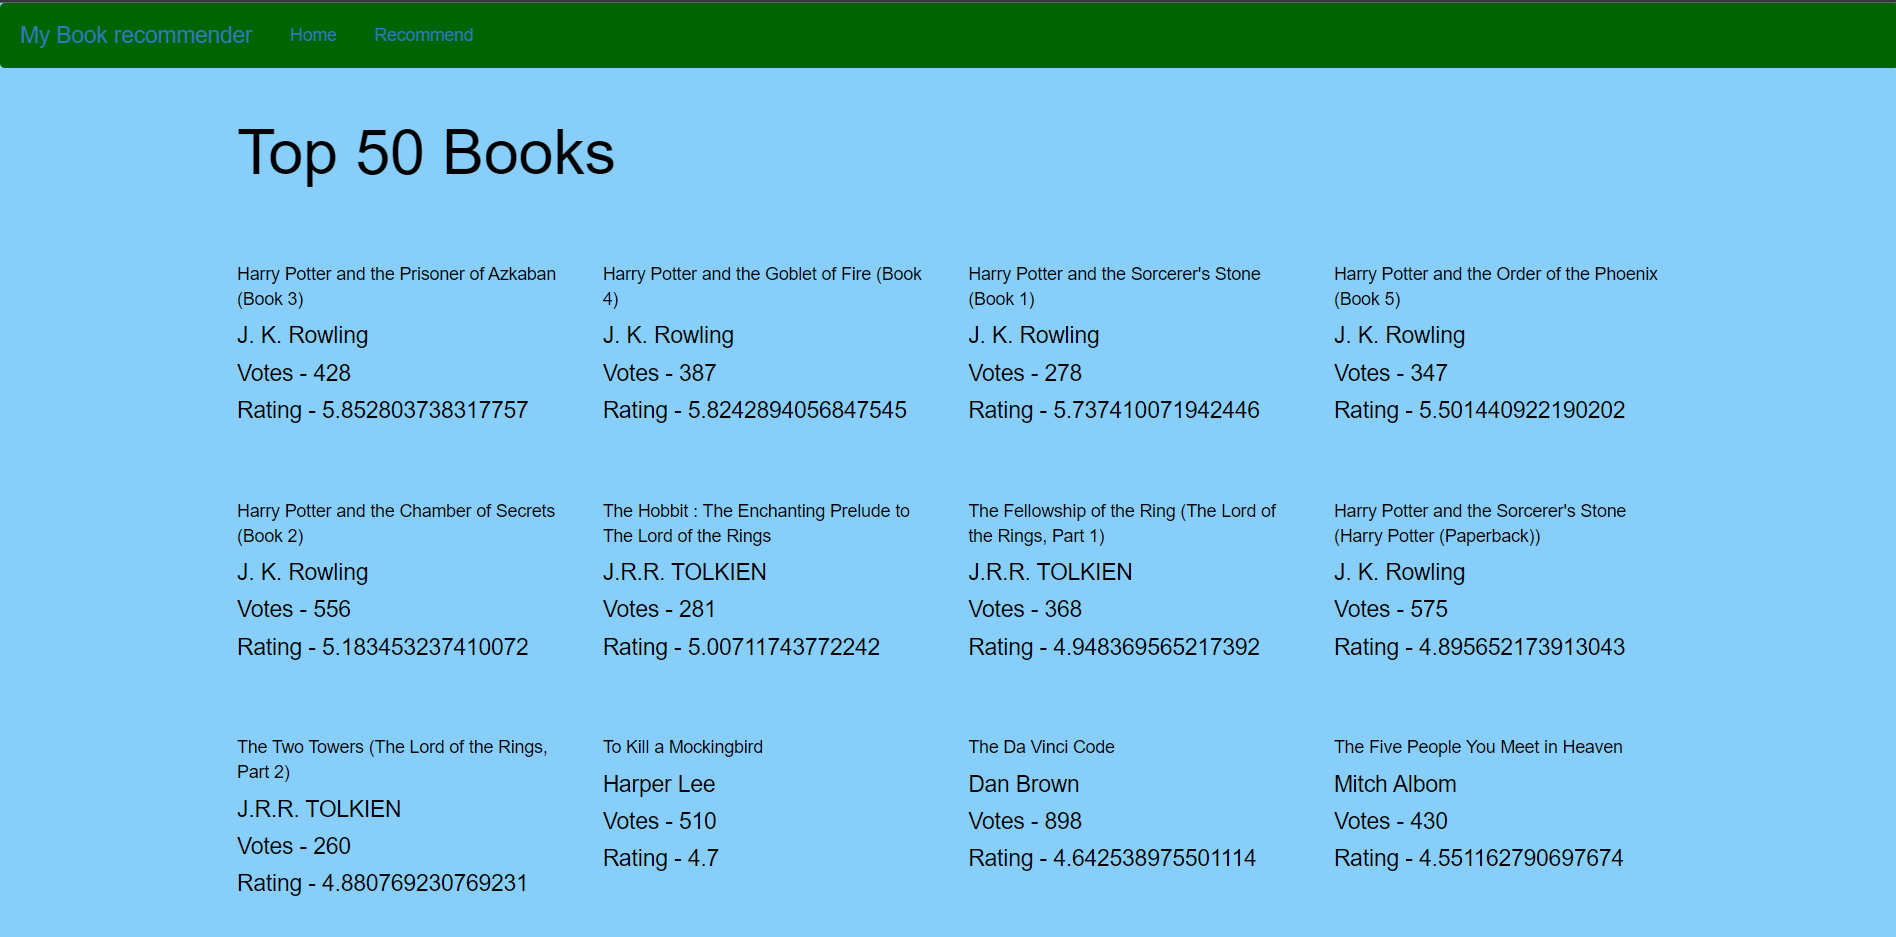 My Book recommender Home Recommend
Top 50 Books
Harry Potter and the Prisoner of Azkaban
(Book 3)
J. K. Rowling
Votes - 428
Rating - 5.852803738317757
Harry Potter and the Goblet of Fire (Book
4)
J. K. Rowling
Votes - 387
Rating - 5.8242894056847545
Harry Potter and the Sorcerer's Stone
(Book 1)
J. K. Rowling
Votes - 278
Rating - 5.737410071942446
Harry Potter and the Order of the Phoenix
(Book 5)
J. K. Rowling
Votes - 347
Rating - 5.501440922190202
Harry Potter and the Chamber of Secrets
(Book 2)
J. K. Rowling
Votes - 556
Rating - 5.183453237410072
The Hobbit : The Enchanting Prelude to
The Lord of the Rings
J.R.R. TOLKIEN
Votes - 281
Rating - 5.00711743772242
The Fellowship of the Ring (The Lord of
the Rings, Part 1)
J.R.R. TOLKIEN
Votes - 368
Rating - 4.948369565217392
Harry Potter and the Sorcerer's Stone
(Harry Potter (Paperback))
J. K. Rowling
Votes - 575
Rating - 4.895652173913043
The Two Towers (The Lord of the Rings,
Part 2)
J.R.R. TOLKIEN
Votes - 260
Rating - 4.880769230769231
To Kill a Mockingbird
Harper Lee
Votes - 510
Rating - 4.7
The Da Vinci Code
Dan Brown
Votes - 898
Rating - 4.642538975501114
The Five People You Meet in Heaven
Mitch Albom
Votes - 430
Rating - 4.551162790697674